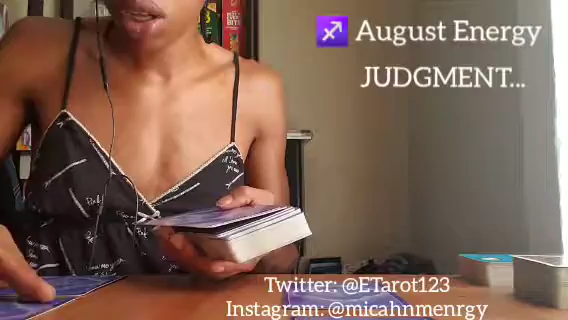 ♐ August Energy
JUDGMENT...
Twitter: @ETarot123
Instagram: @micahnmenrgy